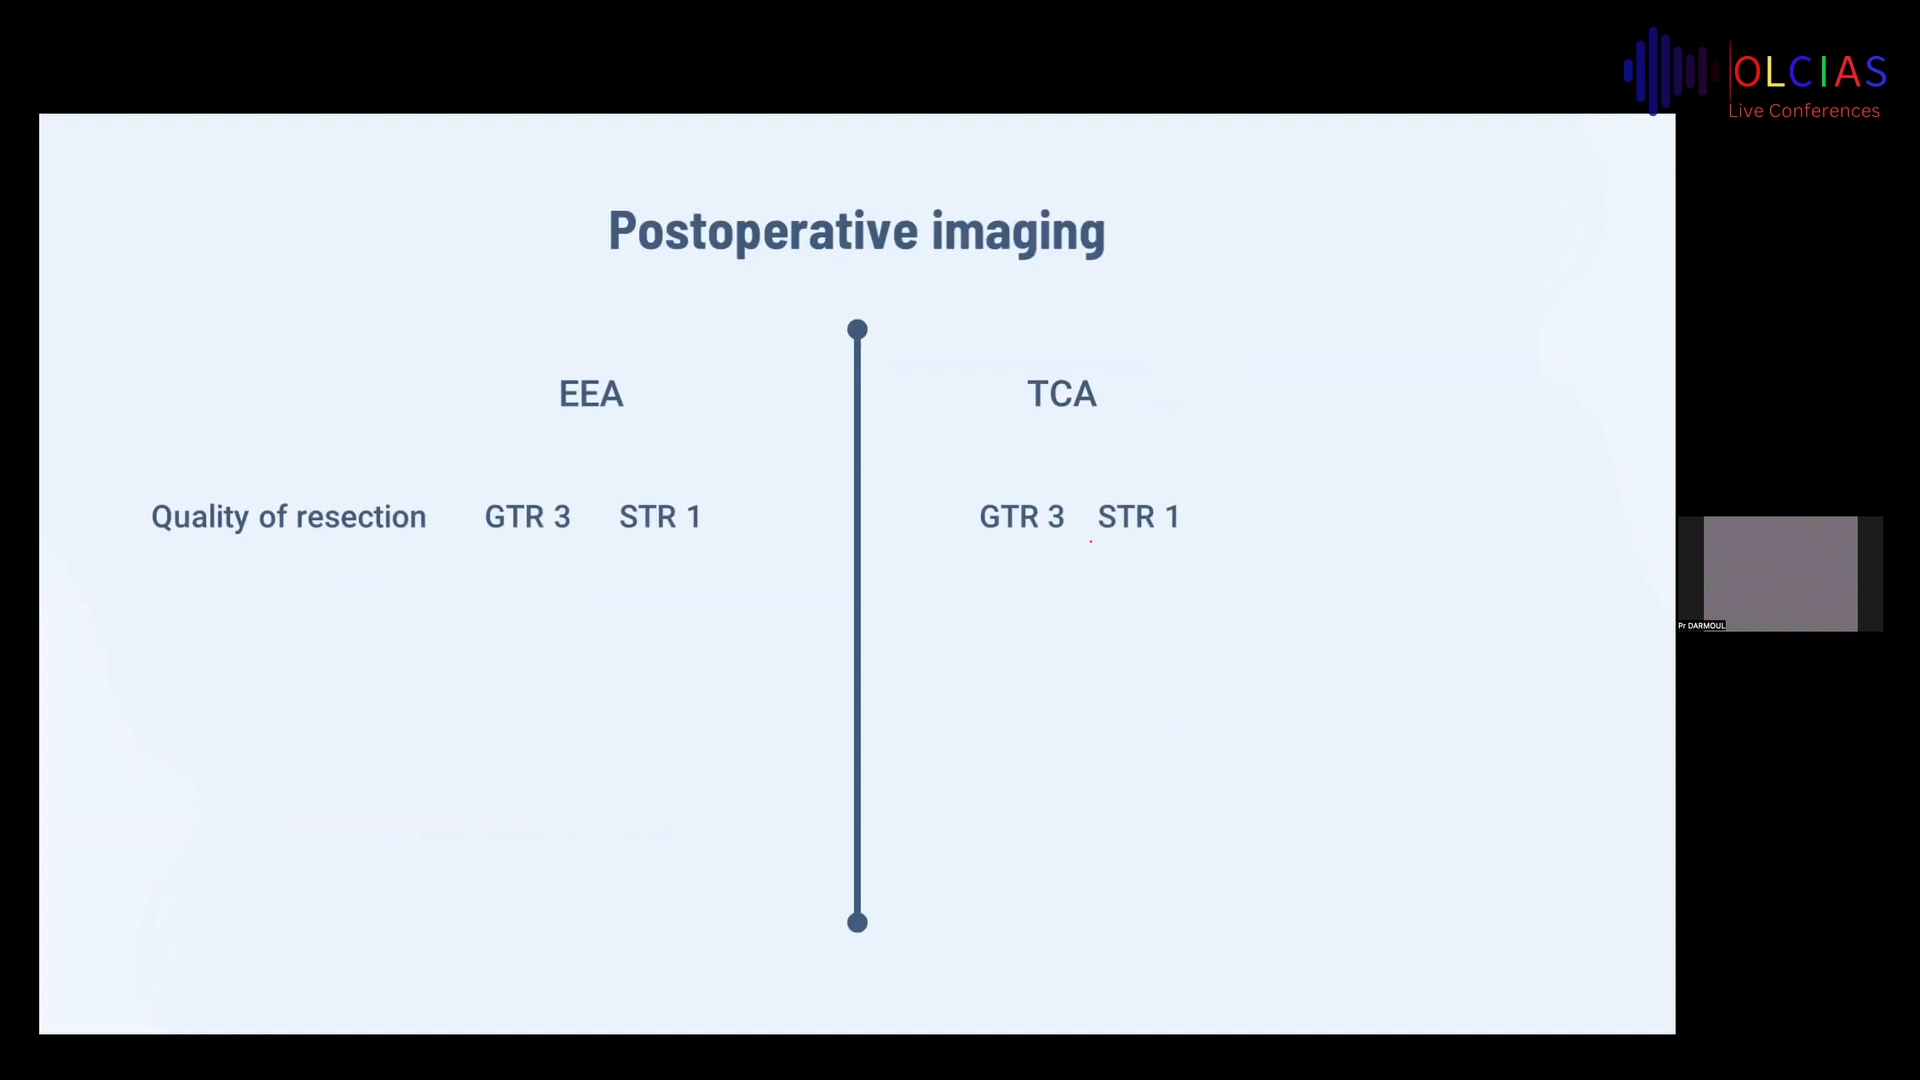 OLCIAS
Live Conferences
Postoperative imaging
EEA
TCA
Quality of resection GTR 3 STR 1
GTR 3 STR 1
Pr DARMOUL